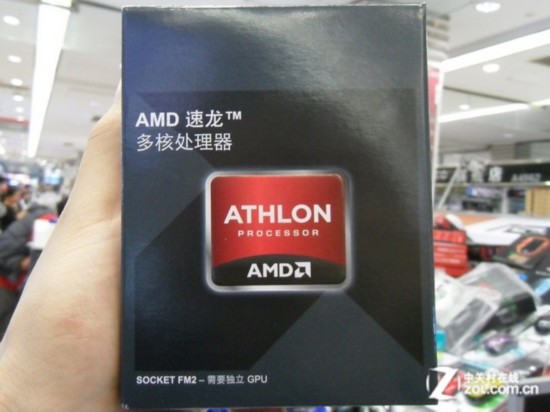 AMD 速龙™
多核处理器
ATHLON
PROCESSOR
AMD
SOCKET FM2 – 需要独立 GPU
中关村在线
zol.com.cn